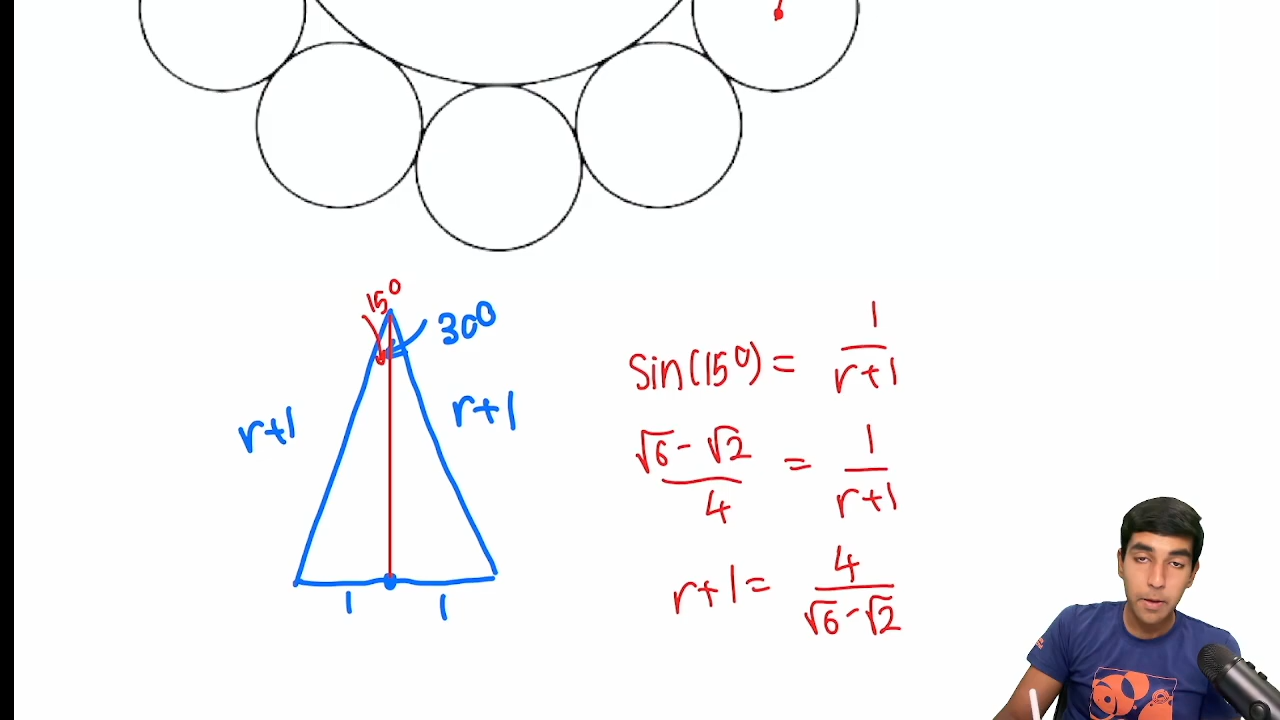 15°
30°
r+1
r+1
1 1
sin(15°) = 1/(r+1)
(√6-√2)/4 = 1/(r+1)
r+1 = 4/(√6-√2)